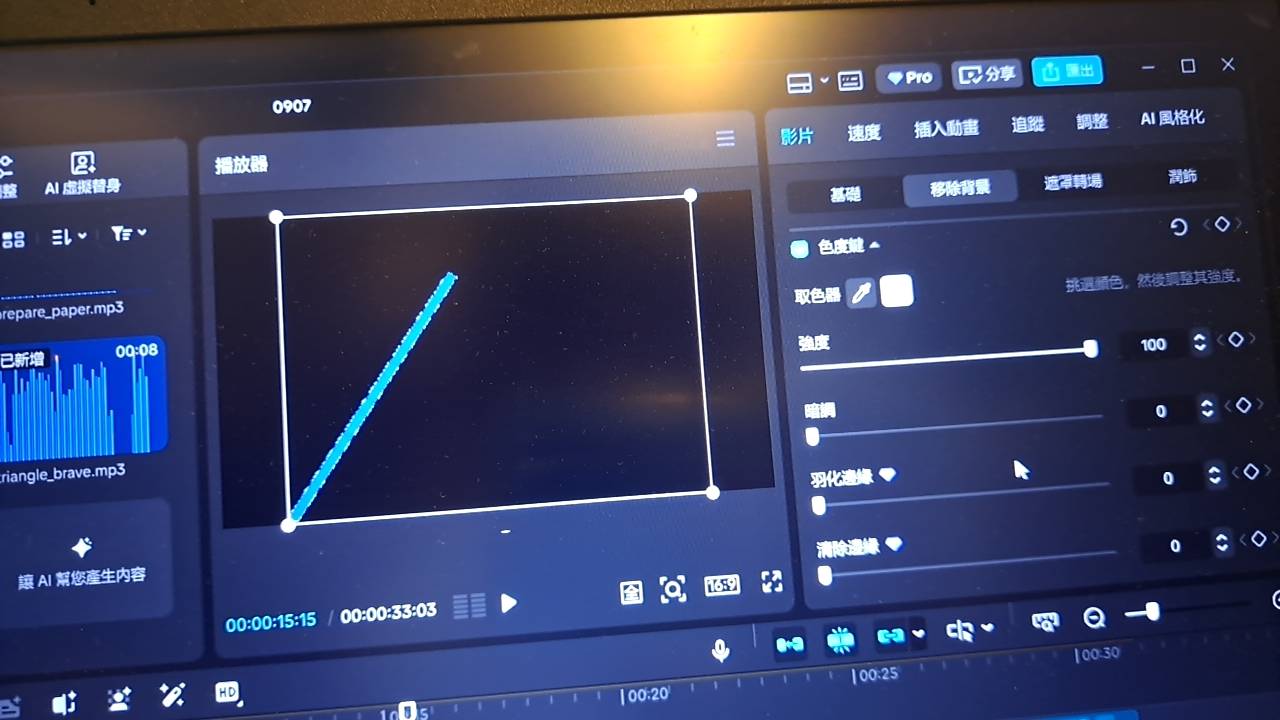 0907
Pro
分享
匯出
AI 虛擬替身
repare_paper.mp3
已新增
00:08
triangle_brave.mp3
讓 AI 幫您產生內容
播放器
00:00:15:15 / 00:00:33:03
全
16:9
影片
速度
插入動畫
追蹤
調整
AI 風格化
基礎
移除背景
遮罩轉場
潤飾
色度鍵
取色器
挑選顏色，然後調整其強度。
強度
100
暗調
0
羽化邊緣
0
清除邊緣
0
HD
00:20
00:25
00:30